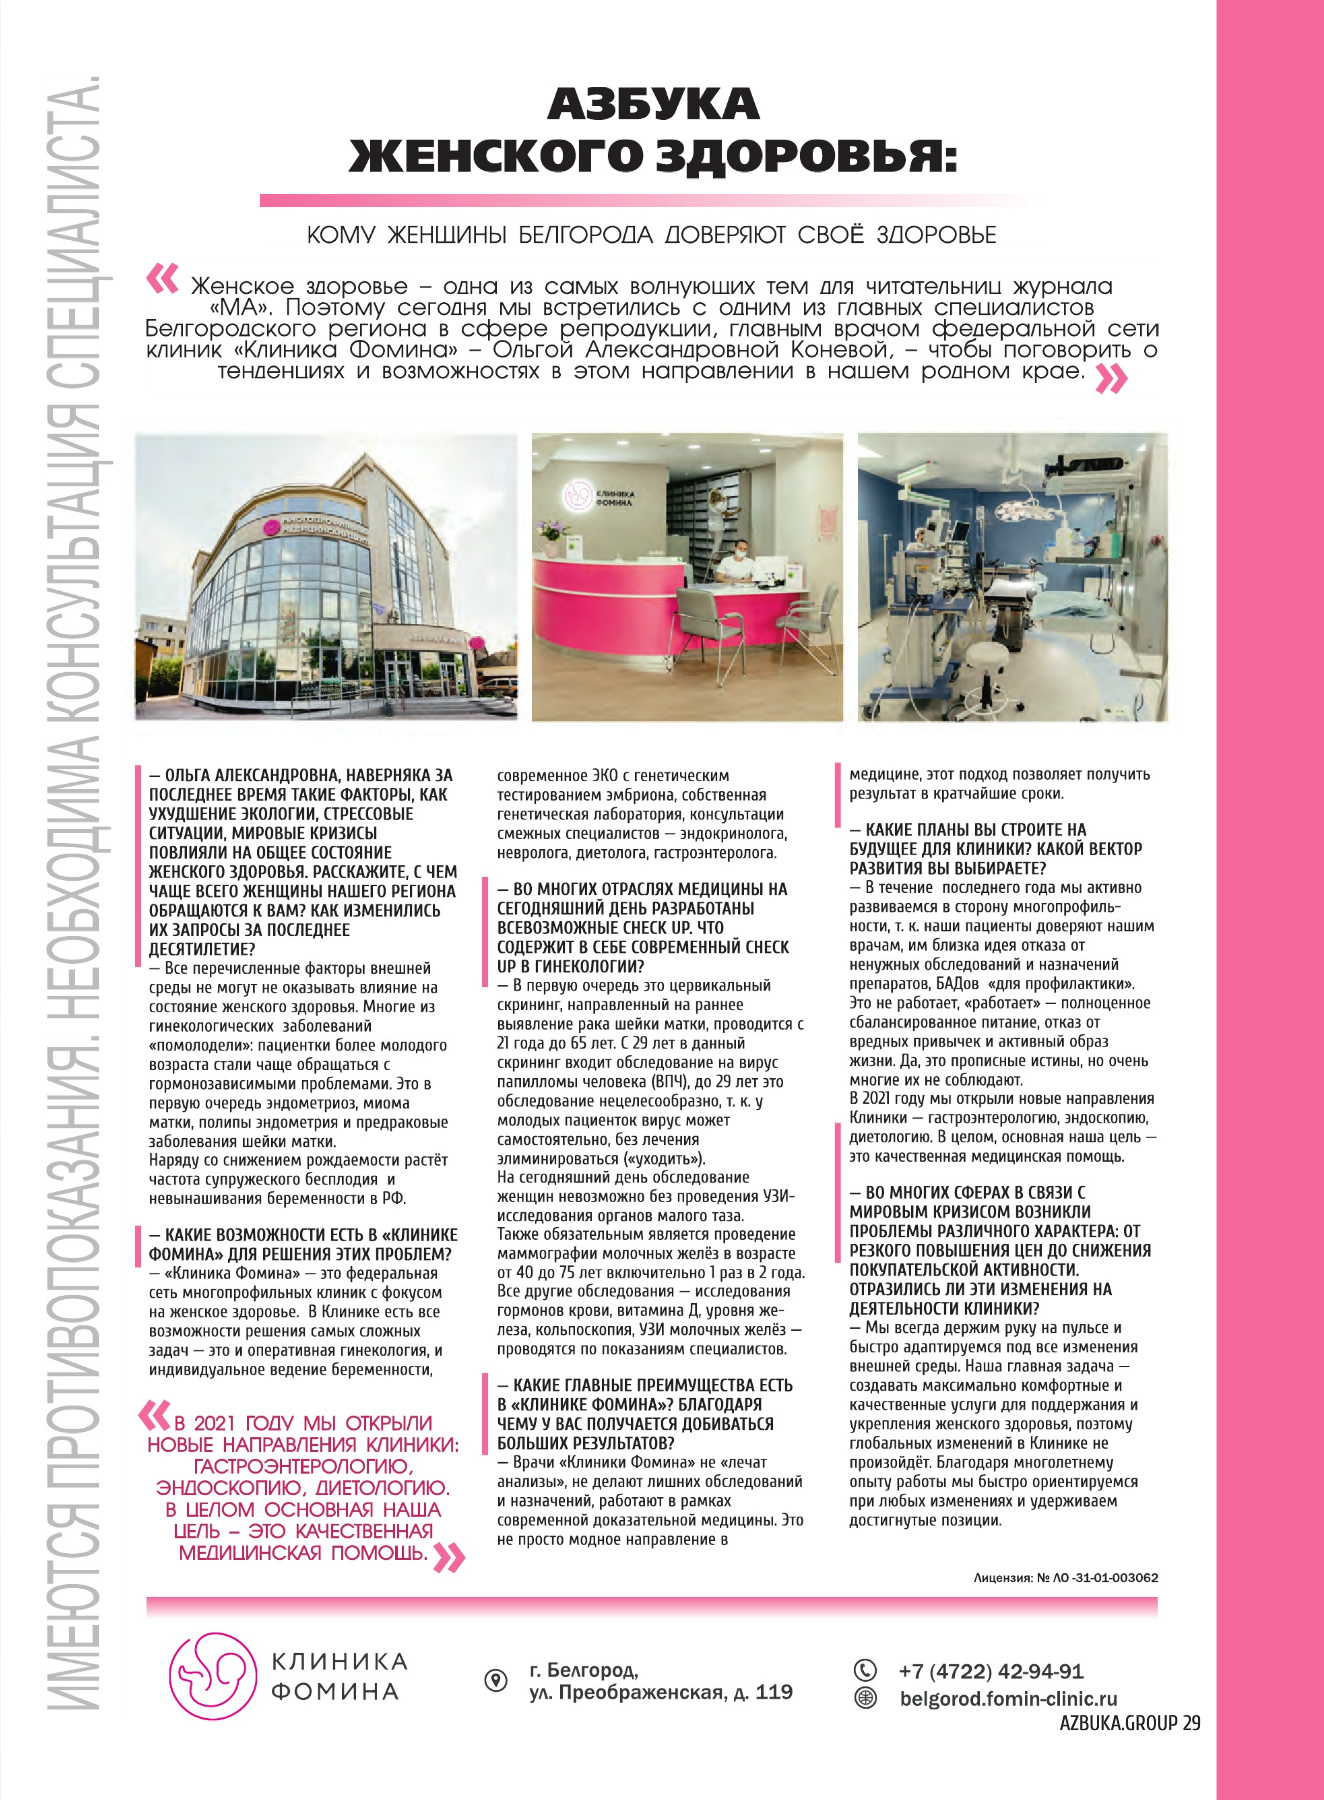 ИМЕЮТСЯ ПРОТИВОПОКАЗАНИЯ. НЕОБХОДИМА КОНСУЛЬТАЦИЯ СПЕЦИАЛИСТА.
АЗБУКА
ЖЕНСКОГО ЗДОРОВЬЯ:
КОМУ ЖЕНЩИНЫ БЕЛГОРОДА ДОВЕРЯЮТ СВОЁ ЗДОРОВЬЕ
« Женское здоровье – одна из самых волнующих тем для читательниц журнала
«МА». Поэтому сегодня мы встретились с одним из главных специалистов
Белгородского региона в сфере репродукции, главным врачом федеральной сети
клиник «Клиника Фомина» – Ольгой Александровной Коневой, – чтобы поговорить о
тенденциях и возможностях в этом направлении в нашем родном крае. »
МНОГОПРОФИЛЬНЫЙ
МЕДИЦИНСКИЙ ЦЕНТР
КЛИНИКА
ФОМИНА
— ОЛЬГА АЛЕКСАНДРОВНА, НАВЕРНЯКА ЗА
ПОСЛЕДНЕЕ ВРЕМЯ ТАКИЕ ФАКТОРЫ, КАК
УХУДШЕНИЕ ЭКОЛОГИИ, СТРЕССОВЫЕ
СИТУАЦИИ, МИРОВЫЕ КРИЗИСЫ
ПОВЛИЯЛИ НА ОБЩЕЕ СОСТОЯНИЕ
ЖЕНСКОГО ЗДОРОВЬЯ. РАССКАЖИТЕ, С ЧЕМ
ЧАЩЕ ВСЕГО ЖЕНЩИНЫ НАШЕГО РЕГИОНА
ОБРАЩАЮТСЯ К ВАМ? КАК ИЗМЕНИЛИСЬ
ИХ ЗАПРОСЫ ЗА ПОСЛЕДНЕЕ
ДЕСЯТИЛЕТИЕ?
— Все перечисленные факторы внешней
среды не могут не оказывать влияние на
состояние женского здоровья. Многие из
гинекологических заболеваний
«помолодели»: пациентки более молодого
возраста стали чаще обращаться с
гормонозависимыми проблемами. Это в
первую очередь эндометриоз, миома
матки, полипы эндометрия и предраковые
заболевания шейки матки.
Наряду со снижением рождаемости растёт
частота супружеского бесплодия и
невынашивания беременности в РФ.
— КАКИЕ ВОЗМОЖНОСТИ ЕСТЬ В «КЛИНИКЕ
ФОМИНА» ДЛЯ РЕШЕНИЯ ЭТИХ ПРОБЛЕМ?
— «Клиника Фомина» — это федеральная
сеть многопрофильных клиник с фокусом
на женское здоровье. В Клинике есть все
возможности решения самых сложных
задач — это и оперативная гинекология, и
индивидуальное ведение беременности,
« В 2021 ГОДУ МЫ ОТКРЫЛИ
НОВЫЕ НАПРАВЛЕНИЯ КЛИНИКИ:
ГАСТРОЭНТЕРОЛОГИЮ,
ЭНДОСКОПИЮ, ДИЕТОЛОГИЮ.
В ЦЕЛОМ ОСНОВНАЯ НАША
ЦЕЛЬ – ЭТО КАЧЕСТВЕННАЯ
МЕДИЦИНСКАЯ ПОМОЩЬ. »
современное ЭКО с генетическим
тестированием эмбриона, собственная
генетическая лаборатория, консультации
смежных специалистов — эндокринолога,
невролога, диетолога, гастроэнтеролога.
— ВО МНОГИХ ОТРАСЛЯХ МЕДИЦИНЫ НА
СЕГОДНЯШНИЙ ДЕНЬ РАЗРАБОТАНЫ
ВСЕВОЗМОЖНЫЕ CHECK UP. ЧТО
СОДЕРЖИТ В СЕБЕ СОВРЕМЕННЫЙ CHECK
UP В ГИНЕКОЛОГИИ?
— В первую очередь это цервикальный
скрининг, направленный на раннее
выявление рака шейки матки, проводится с
21 года до 65 лет. С 29 лет в данный
скрининг входит обследование на вирус
папилломы человека (ВПЧ), до 29 лет это
обследование нецелесообразно, т. к. у
молодых пациенток вирус может
самостоятельно, без лечения
элиминироваться («уходить»).
На сегодняшний день обследование
женщин невозможно без проведения УЗИ-
исследования органов малого таза.
Также обязательным является проведение
маммографии молочных желёз в возрасте
от 40 до 75 лет включительно 1 раз в 2 года.
Все другие обследования — исследования
гормонов крови, витамина Д, уровня же-
леза, кольпоскопия, УЗИ молочных желёз —
проводятся по показаниям специалистов.
— КАКИЕ ГЛАВНЫЕ ПРЕИМУЩЕСТВА ЕСТЬ
В «КЛИНИКЕ ФОМИНА»? БЛАГОДАРЯ
ЧЕМУ У ВАС ПОЛУЧАЕТСЯ ДОБИВАТЬСЯ
БОЛЬШИХ РЕЗУЛЬТАТОВ?
— Врачи «Клиники Фомина» не «лечат
анализы», не делают лишних обследований
и назначений, работают в рамках
современной доказательной медицины. Это
не просто модное направление в
медицине, этот подход позволяет получить
результат в кратчайшие сроки.
— КАКИЕ ПЛАНЫ ВЫ СТРОИТЕ НА
БУДУЩЕЕ ДЛЯ КЛИНИКИ? КАКОЙ ВЕКТОР
РАЗВИТИЯ ВЫ ВЫБИРАЕТЕ?
— В течение последнего года мы активно
развиваемся в сторону многопрофиль-
ности, т. к. наши пациенты доверяют нашим
врачам, им близка идея отказа от
ненужных обследований и назначений
препаратов, БАДов «для профилактики».
Это не работает, «работает» — полноценное
сбалансированное питание, отказ от
вредных привычек и активный образ
жизни. Да, это прописные истины, но очень
многие их не соблюдают.
В 2021 году мы открыли новые направления
Клиники — гастроэнтерологию, эндоскопию,
диетологию. В целом, основная наша цель —
это качественная медицинская помощь.
— ВО МНОГИХ СФЕРАХ В СВЯЗИ С
МИРОВЫМ КРИЗИСОМ ВОЗНИКЛИ
ПРОБЛЕМЫ РАЗЛИЧНОГО ХАРАКТЕРА: ОТ
РЕЗКОГО ПОВЫШЕНИЯ ЦЕН ДО СНИЖЕНИЯ
ПОКУПАТЕЛЬСКОЙ АКТИВНОСТИ.
ОТРАЗИЛИСЬ ЛИ ЭТИ ИЗМЕНЕНИЯ НА
ДЕЯТЕЛЬНОСТИ КЛИНИКИ?
— Мы всегда держим руку на пульсе и
быстро адаптируемся под все изменения
внешней среды. Наша главная задача —
создавать максимально комфортные и
качественные услуги для поддержания и
укрепления женского здоровья, поэтому
глобальных изменений в Клинике не
произойдёт. Благодаря многолетнему
опыту работы мы быстро ориентируемся
при любых изменениях и удерживаем
достигнутые позиции.
Лицензия: № ЛО -31-01-003062
КЛИНИКА
ФОМИНА
г. Белгород,
ул. Преображенская, д. 119
+7 (4722) 42-94-91
belgorod.fomin-clinic.ru
AZBUKA.GROUP 29